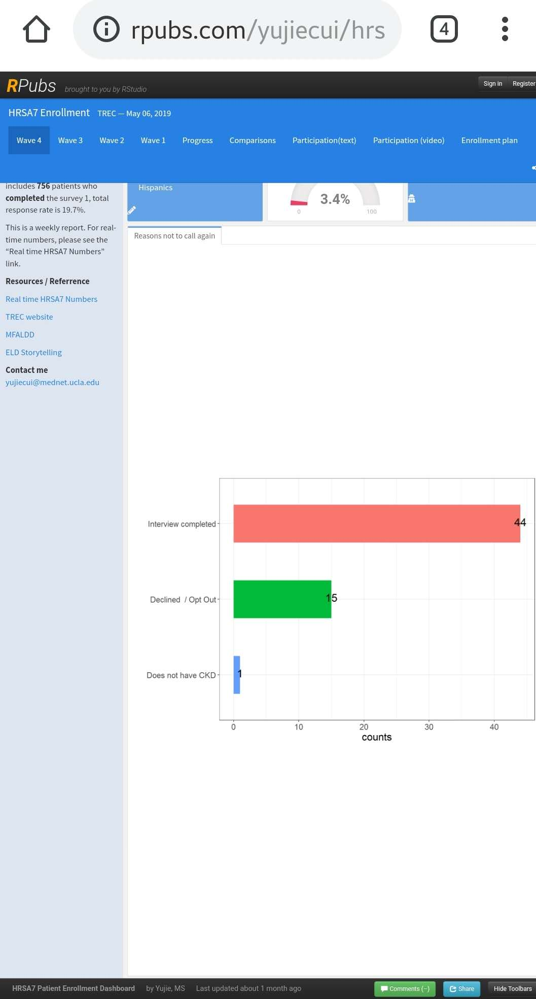 rpubs.com/yujiecui/hrs
4
RPubs brought to you by RStudio
Sign in Register
HRSA7 Enrollment TREC — May 06, 2019
Wave 4 Wave 3 Wave 2 Wave 1 Progress Comparisons Participation(text) Participation (video) Enrollment plan
includes 756 patients who
completed the survey 1, total
response rate is 19.7%.
This is a weekly report. For real-
time numbers, please see the
“Real time HRSA7 Numbers”
link.
Resources / Referrence
Real time HRSA7 Numbers
TREC website
MFALDD
ELD Storytelling
Contact me
yujiecui@mednet.ucla.edu
Hispanics
3.4%
0 100
Reasons not to call again
Interview completed 44
Declined / Opt Out 15
Does not have CKD 1
0 10 20 30 40
counts
HRSA7 Patient Enrollment Dashboard by Yujie, MS Last updated about 1 month ago
Comments (–) Share Hide Toolbars